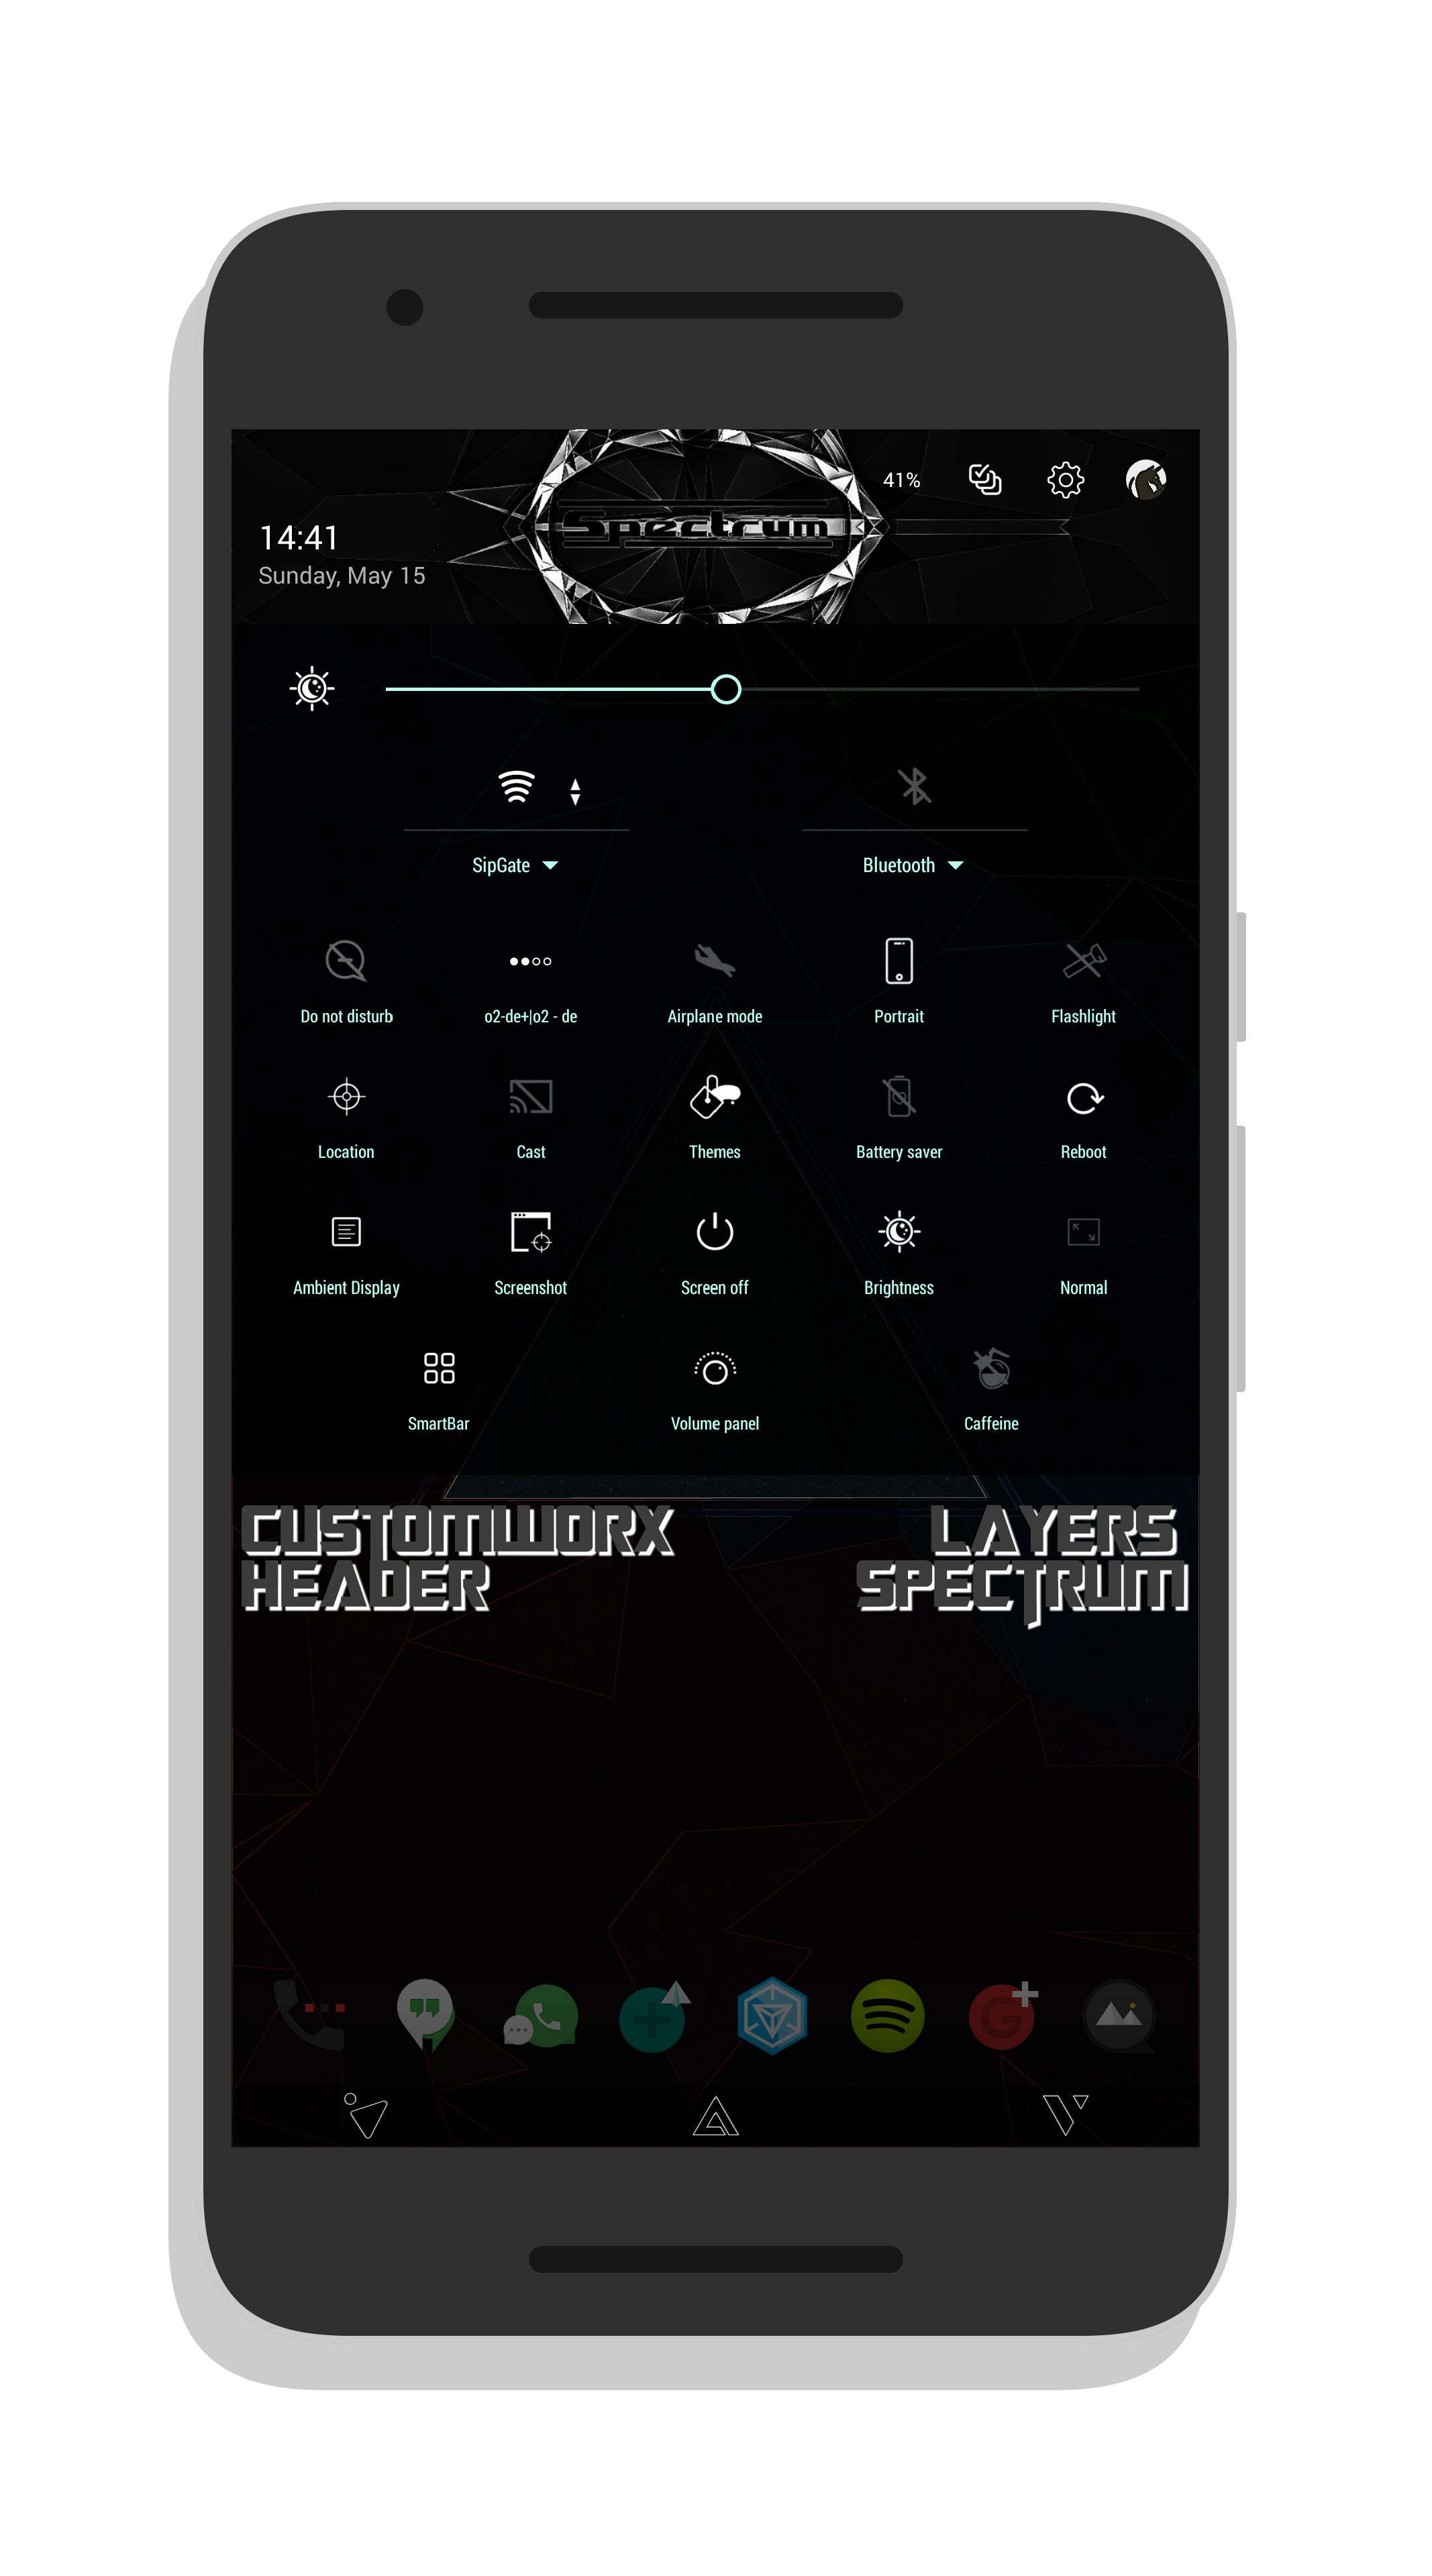 41%
Spectrum
14:41
Sunday, May 15
SipGate
Bluetooth
Do not disturb
o2-de+|o2 - de
Airplane mode
Portrait
Flashlight
Location
Cast
Themes
Battery saver
Reboot
Ambient Display
Screenshot
Screen off
Brightness
Normal
SmartBar
Volume panel
Caffeine
CUSTOMWORX
HEADER
LAYERS
SPECTRUM